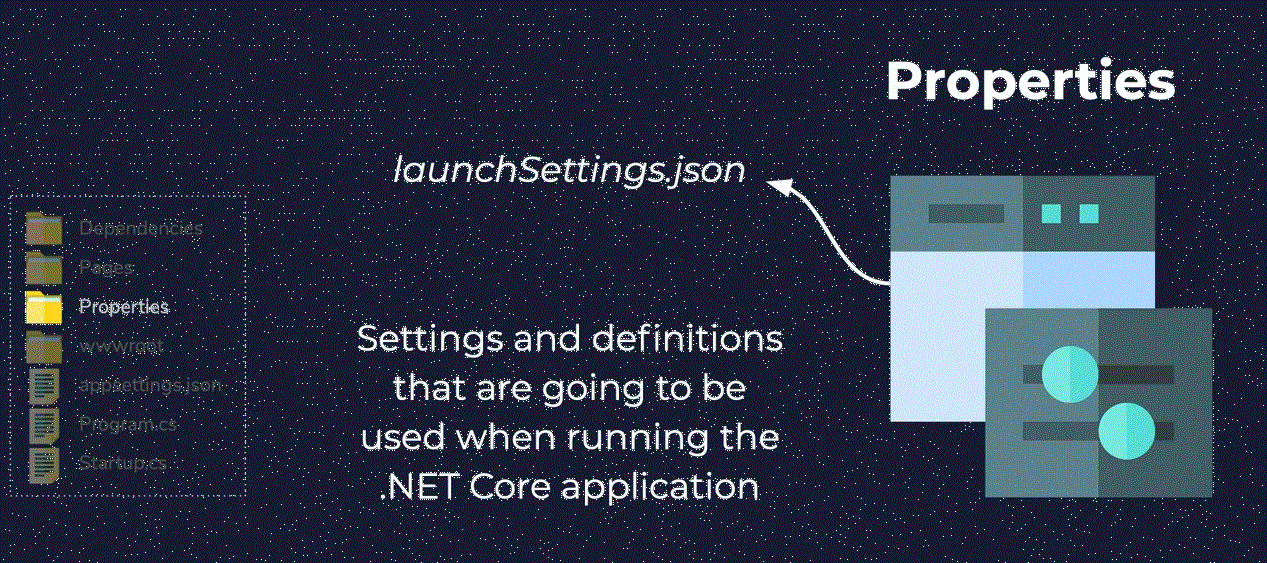 Properties
launchSettings.json
Dependencies
Pages
Properties
wwwroot
appsettings.json
Program.cs
Startup.cs
Settings and definitions
that are going to be
used when running the
.NET Core application